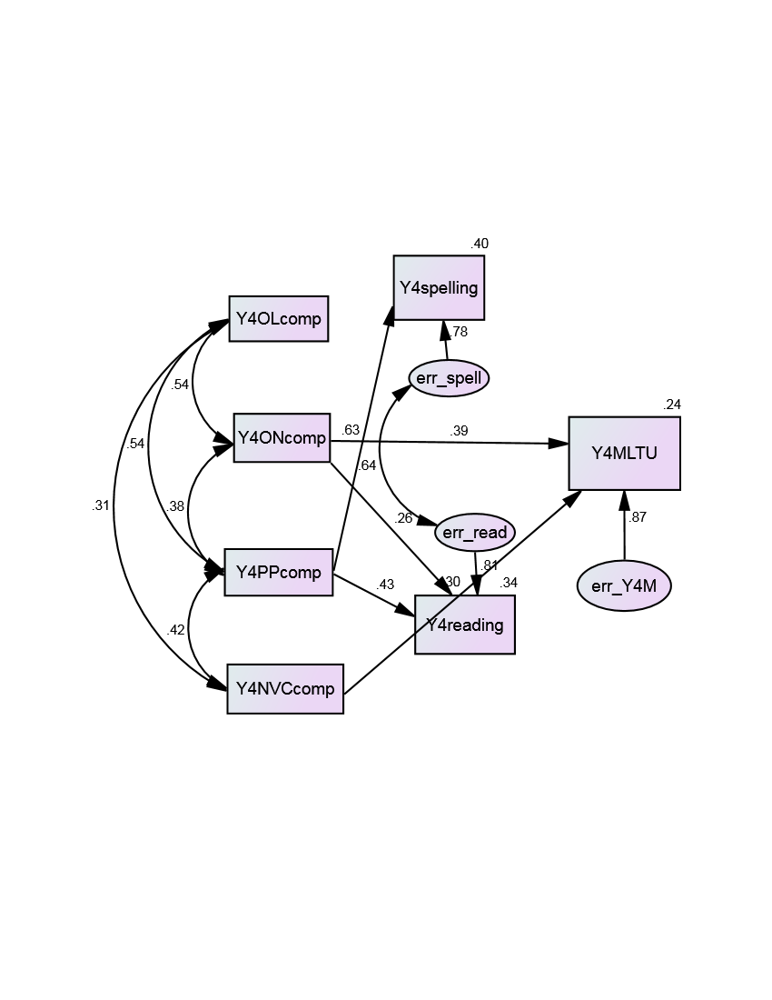 .40
Y4spelling
Y4OLcomp
.78
err_spell
.54
.24
Y4ONcomp
.63
.39
Y4MLTU
.54
.64
.31
.38
.26
err_read
.87
Y4PPcomp
.81
.43
.30
.34
err_Y4M
Y4reading
.42
Y4NVCcomp